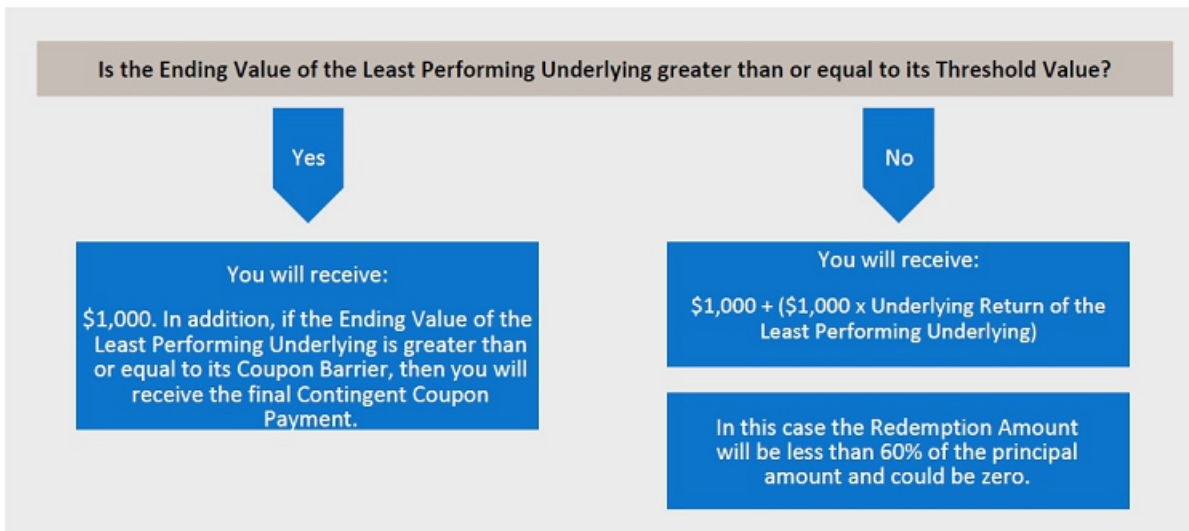 Is the Ending Value of the Least Performing Underlying greater than or equal to its Threshold Value?
Yes
No
You will receive:
$1,000. In addition, if the Ending Value of the
Least Performing Underlying is greater than
or equal to its Coupon Barrier, then you will
receive the final Contingent Coupon
Payment.
You will receive:
$1,000 + ($1,000 x Underlying Return of the
Least Performing Underlying)
In this case the Redemption Amount
will be less than 60% of the principal
amount and could be zero.